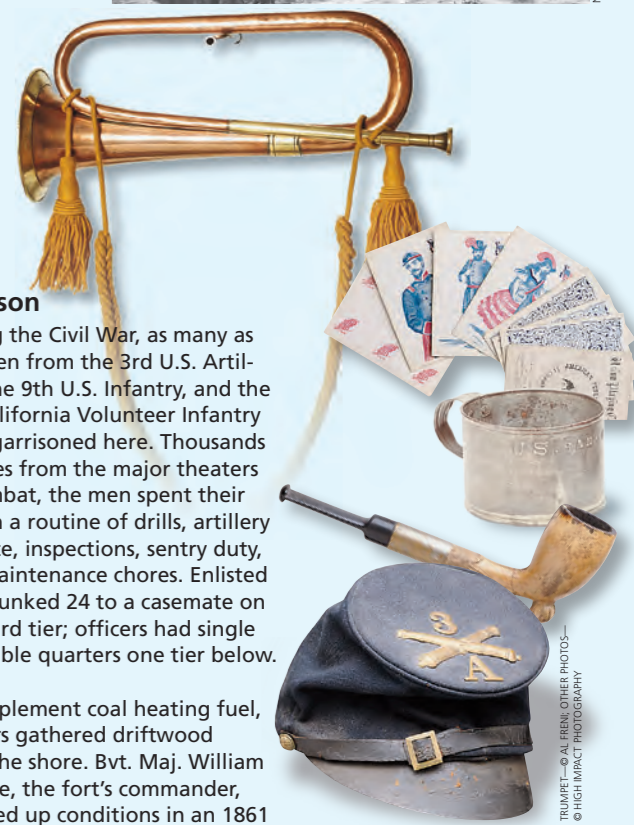 son
g the Civil War, as many as
en from the 3rd U.S. Artil-
ne 9th U.S. Infantry, and the
lifornia Volunteer Infantry
garrisoned here. Thousands
es from the major theaters
mbat, the men spent their
n a routine of drills, artillery
ce, inspections, sentry duty,
aintenance chores. Enlisted
unked 24 to a casemate on
rd tier; officers had single
ble quarters one tier below.
plement coal heating fuel,
rs gathered driftwood
he shore. Bvt. Maj. William
e, the fort's commander,
ed up conditions in an 1861
U.S.
3
A
TRUMPET—© AL FRENI; OTHER PHOTOS—
© HIGH IMPACT PHOTOGRAPHY